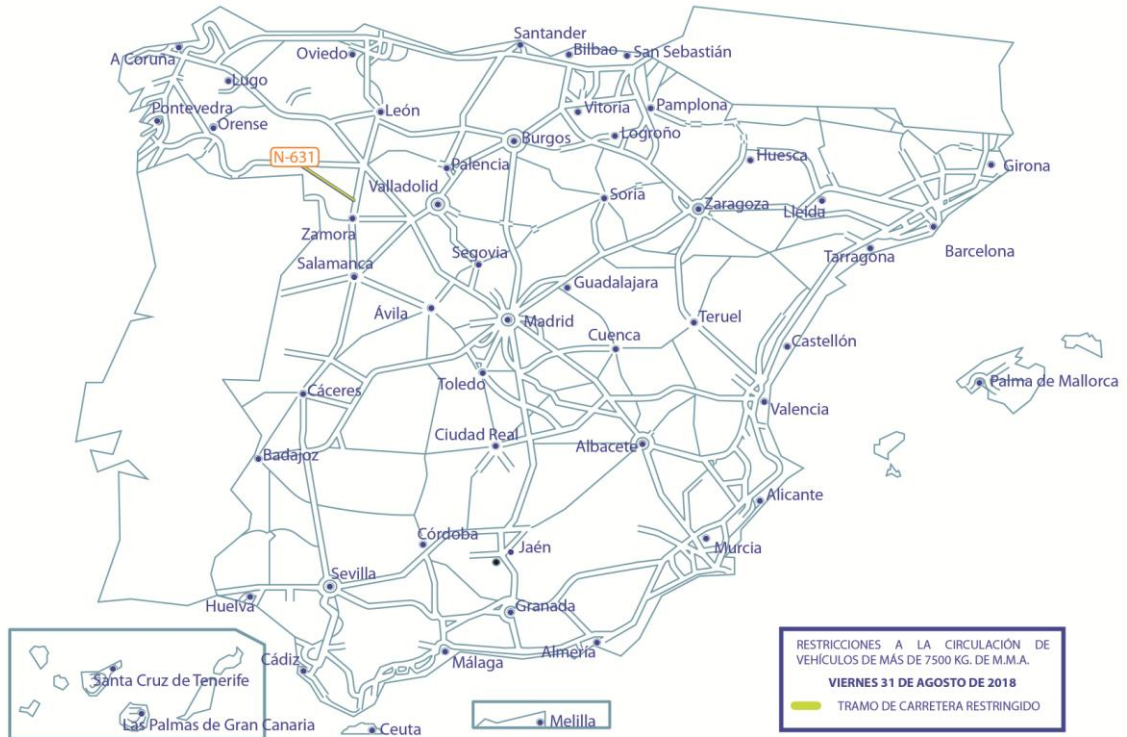 Santander
Oviedo
Bilbao
San Sebastián
A Coruña
Lugo
León
Pontevedra
Orense
Vitoria
Pamplona
Burgos
Logroño
N-631
Palencia
Huesca
Girona
Valladolid
Soria
Zaragoza
Lleida
Zamora
Barcelona
Segovia
Tarragona
Salamanca
Guadalajara
Ávila
Madrid
Teruel
Cuenca
Castellón
Toledo
Palma de Mallorca
Cáceres
Valencia
Ciudad Real
Albacete
Badajoz
Alicante
Córdoba
Jaén
Murcia
Sevilla
Huelva
Granada
Almería
Cádiz
Málaga
Santa Cruz de Tenerife
Las Palmas de Gran Canaria
Ceuta
Melilla
RESTRICCIONES A LA CIRCULACIÓN DE
VEHÍCULOS DE MÁS DE 7500 KG. DE M.M.A.
VIERNES 31 DE AGOSTO DE 2018
TRAMO DE CARRETERA RESTRINGIDO